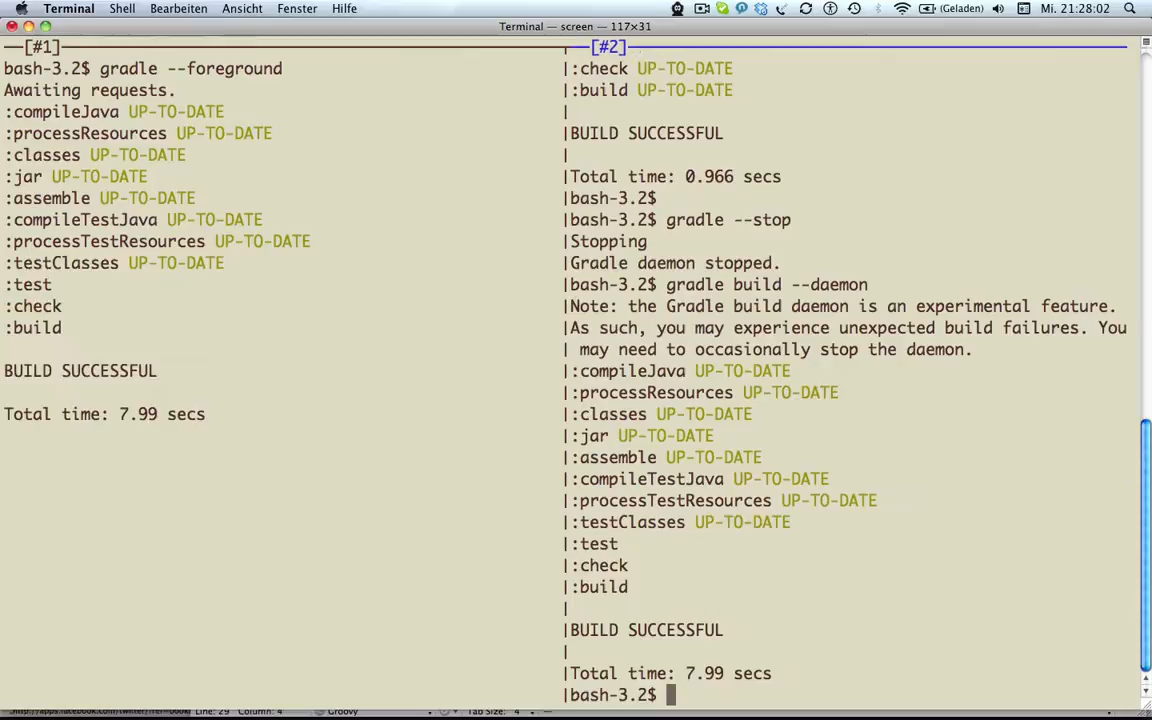 Terminal Shell Bearbeiten Ansicht Fenster Hilfe (Geladen) Mi. 21:28:02
Terminal — screen — 117×31
—[#1]—
bash-3.2$ gradle --foreground
Awaiting requests.
:compileJava UP-TO-DATE
:processResources UP-TO-DATE
:classes UP-TO-DATE
:jar UP-TO-DATE
:assemble UP-TO-DATE
:compileTestJava UP-TO-DATE
:processTestResources UP-TO-DATE
:testClasses UP-TO-DATE
:test
:check
:build
BUILD SUCCESSFUL
Total time: 7.99 secs
—[#2]—
|:check UP-TO-DATE
|:build UP-TO-DATE
|
|BUILD SUCCESSFUL
|
|Total time: 0.966 secs
|bash-3.2$
|bash-3.2$ gradle --stop
|Stopping
|Gradle daemon stopped.
|bash-3.2$ gradle build --daemon
|Note: the Gradle build daemon is an experimental feature.
|As such, you may experience unexpected build failures. You
| may need to occasionally stop the daemon.
|:compileJava UP-TO-DATE
|:processResources UP-TO-DATE
|:classes UP-TO-DATE
|:jar UP-TO-DATE
|:assemble UP-TO-DATE
|:compileTestJava UP-TO-DATE
|:processTestResources UP-TO-DATE
|:testClasses UP-TO-DATE
|:test
|:check
|:build
|
|BUILD SUCCESSFUL
|
|Total time: 7.99 secs
|bash-3.2$
Line: 29 Column: 4 Groovy Tab Size: 4